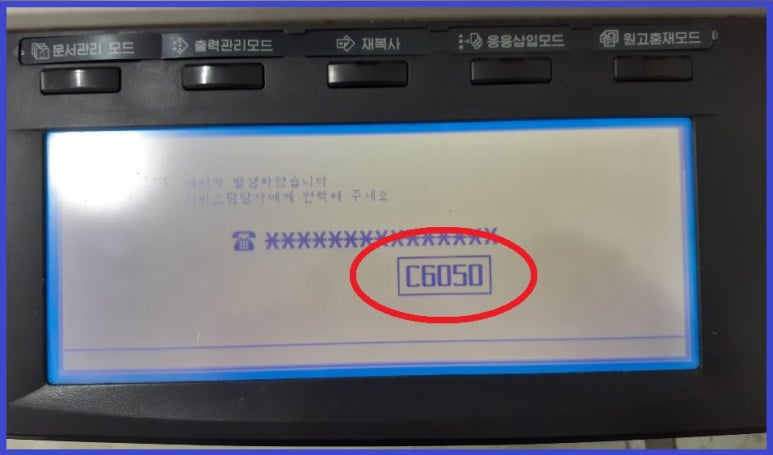 문서관리 모드
출력관리모드
재복사
응용삽입모드
원고혼재모드
에러가 발생하였습니다
서비스담당자에게 연락해 주세요
☎ XXXXXXXXXXXXXXX
C6050